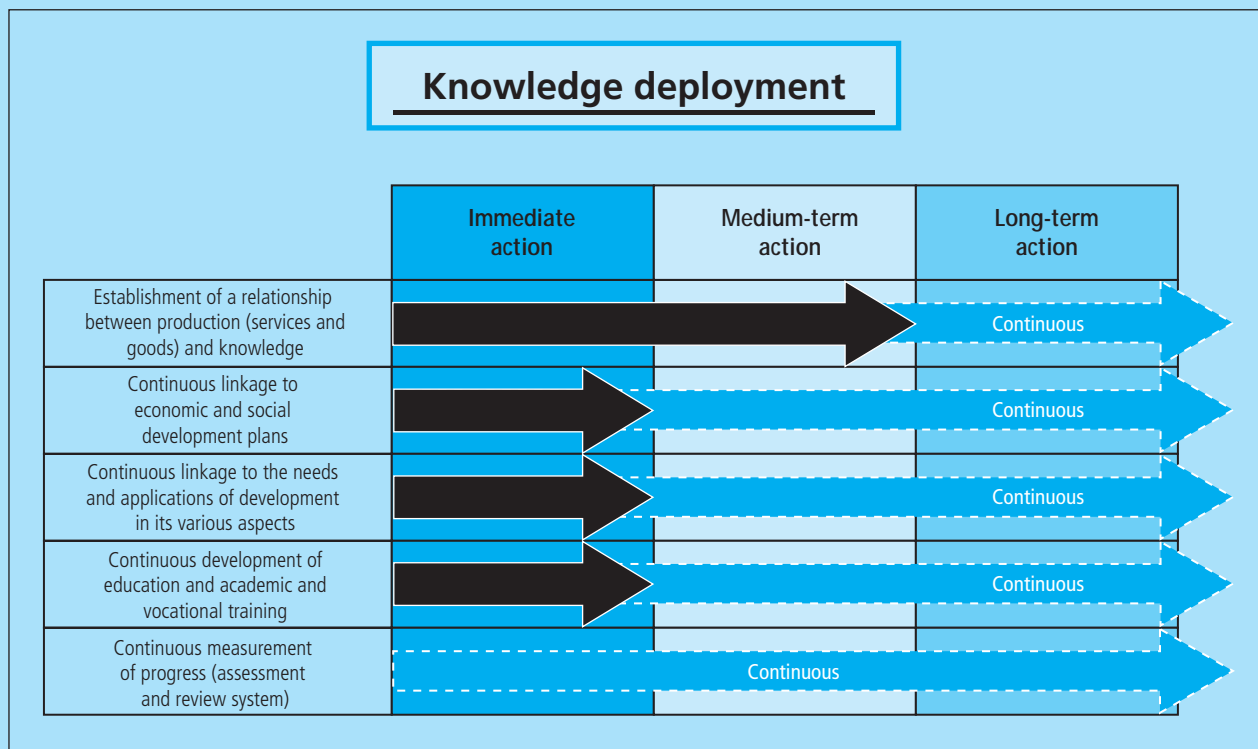 Knowledge deployment
Immediate
action
Medium-term
action
Long-term
action
Establishment of a relationship
between production (services and
goods) and knowledge
Continuous
Continuous linkage to
economic and social
development plans
Continuous
Continuous linkage to the needs
and applications of development
in its various aspects
Continuous
Continuous development of
education and academic and
vocational training
Continuous
Continuous measurement
of progress (assessment
and review system)
Continuous